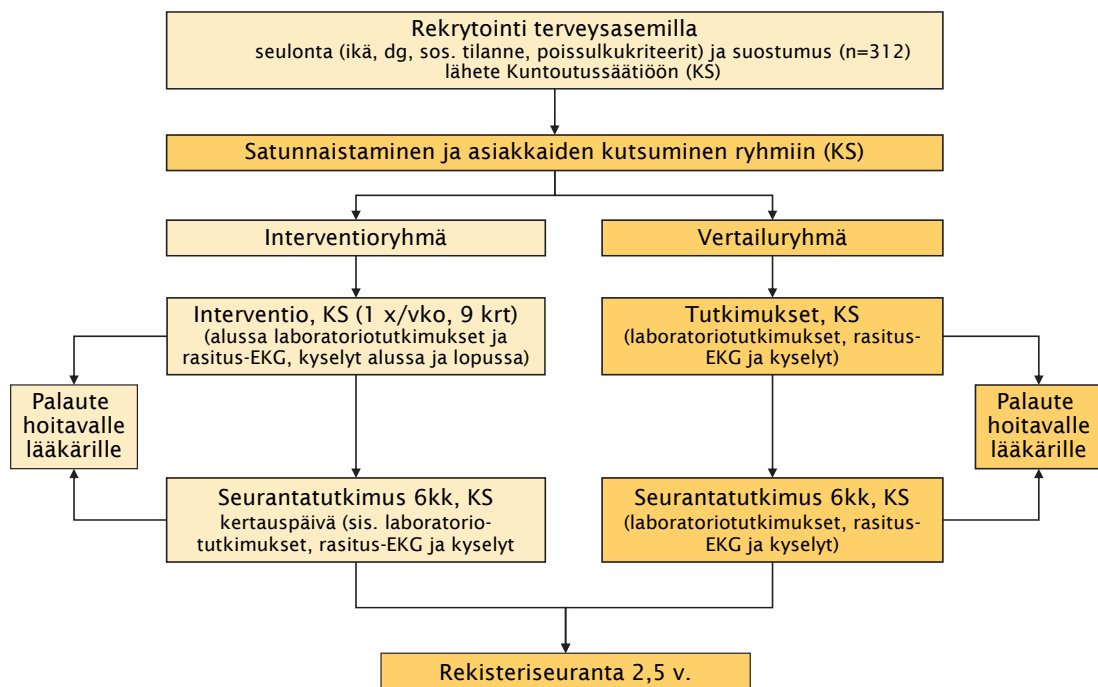 Rekrytointi terveysasemilla
seulonta (ikä, dg, sos. tilanne, poissulkukriteerit) ja suostumus (n=312)
lähete Kuntoutussäätiöön (KS)
Satunnaistaminen ja asiakkaiden kutsuminen ryhmiin (KS)
Interventioryhmä
Vertailuryhmä
Interventio, KS (1 x/vko, 9 krt)
(alussa laboratoriotutkimukset ja
rasitus-EKG, kyselyt alussa ja lopussa)
Tutkimukset, KS
(laboratoriotutkimukset, rasitus-
EKG ja kyselyt)
Palaute
hoitavalle
lääkärille
Palaute
hoitavalle
lääkärille
Seurantatutkimus 6kk, KS
kertauspäivä (sis. laboratorio-
tutkimukset, rasitus-EKG ja kyselyt
Seurantatutkimus 6kk, KS
(laboratoriotutkimukset, rasitus-
EKG ja kyselyt)
Rekisteriseuranta 2,5 v.